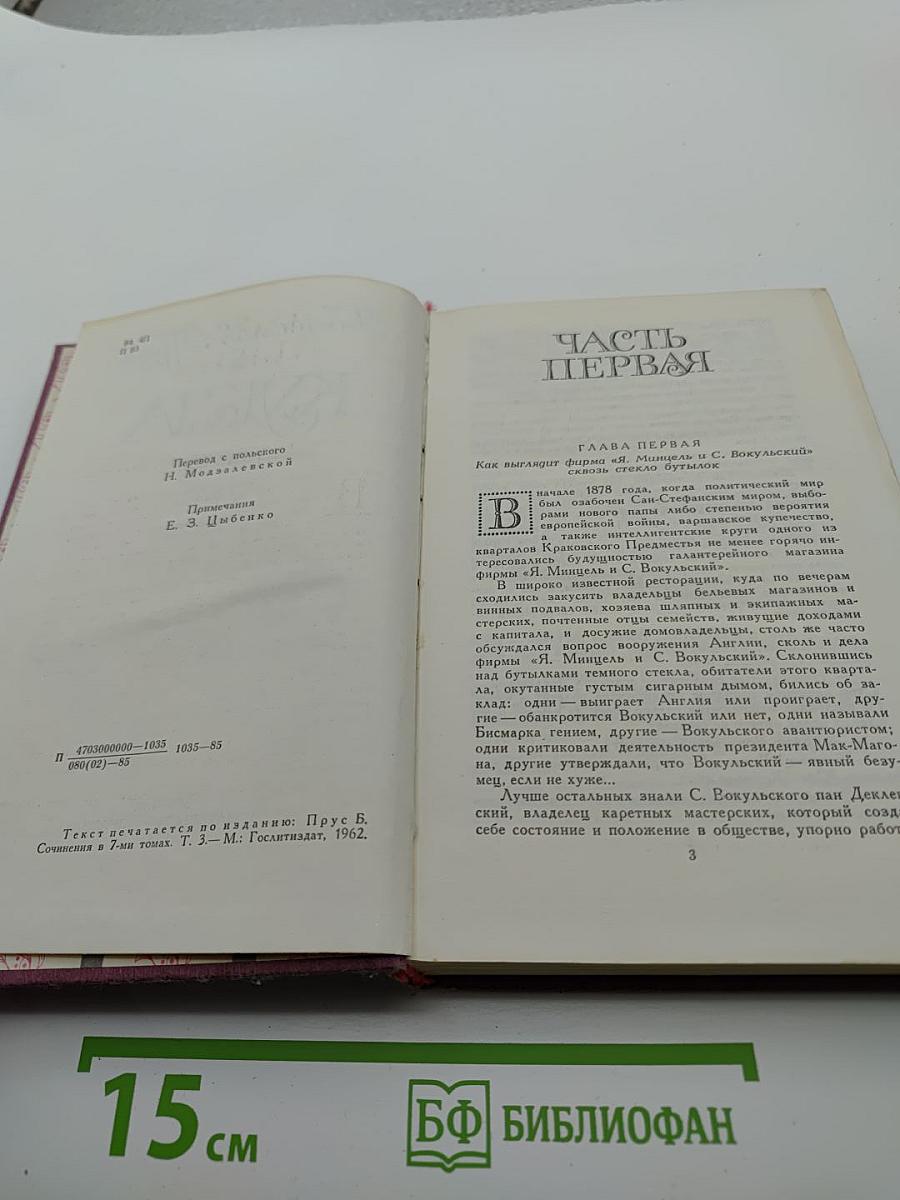 84. 4П
П 85
Перевод с польского
Н. Модзалевской
Примечания
Е. З. Цыбенко
П 4703000000—1035 1035—85
080(02)—85
Текст печатается по изданию: Прус Б.
Сочинения в 7-ми томах. Т. 3.— М.: Гослитиздат, 1962.
ЧАСТЬ
ПЕРВАЯ
ГЛАВА ПЕРВАЯ
Как выглядит фирма «Я. Минцель и С. Вокульский»
сквозь стекло бутылок
В начале 1878 года, когда политический мир
был озабочен Сан-Стефанским миром, выбо-
рами нового папы либо степенью вероятия
европейской войны, варшавское купечество,
а также интеллигентские круги одного из
кварталов Краковского Предместья не менее горячо ин-
тересовались будущностью галантерейного магазина
фирмы «Я. Минцель и С. Вокульский».
В широко известной ресторации, куда по вечерам
сходились закусить владельцы бельевых магазинов и
винных подвалов, хозяева шляпных и экипажных ма-
стерских, почтенные отцы семейств, живущие доходами
с капитала, и досужие домовладельцы, столь же часто
обсуждался вопрос вооружения Англии, сколь и дела
фирмы «Я. Минцель и С. Вокульский». Склонившись
над бутылками темного стекла, обитатели этого кварта-
ла, окутанные густым сигарным дымом, бились об за-
клад: одни — выиграет Англия или проиграет, дру-
гие — обанкротится Вокульский или нет, одни называли
Бисмарка гением, другие — Вокульского авантюристом;
одни критиковали деятельность президента Мак-Маго-
на, другие утверждали, что Вокульский — явный безу-
мец, если не хуже...
Лучше остальных знали С. Вокульского пан Деклев
ский, владелец каретных мастерских, который созда
себе состояние и положение в обществе, упорно работ
3
15 см
БФ БИБЛИОФАН